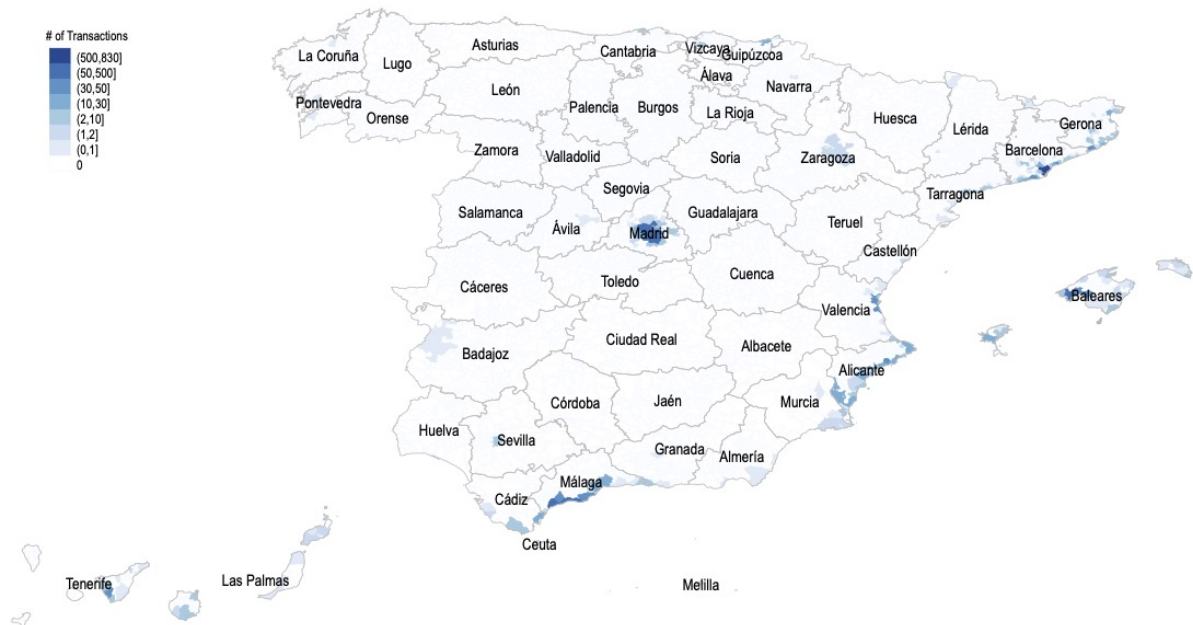 # of Transactions
(500,830]
(50,500]
(30,50]
(10,30]
(2,10]
(1,2]
(0,1]
0
La Coruña
Lugo
Asturias
Cantabria
Vizcaya
Guipúzcoa
Álava
Navarra
León
Palencia
Burgos
La Rioja
Pontevedra
Orense
Huesca
Lérida
Gerona
Barcelona
Zamora
Valladolid
Soria
Zaragoza
Segovia
Tarragona
Salamanca
Ávila
Madrid
Guadalajara
Teruel
Castellón
Cáceres
Toledo
Cuenca
Valencia
Baleares
Badajoz
Ciudad Real
Albacete
Alicante
Córdoba
Jaén
Murcia
Huelva
Sevilla
Granada
Almería
Málaga
Cádiz
Ceuta
Tenerife
Las Palmas
Melilla